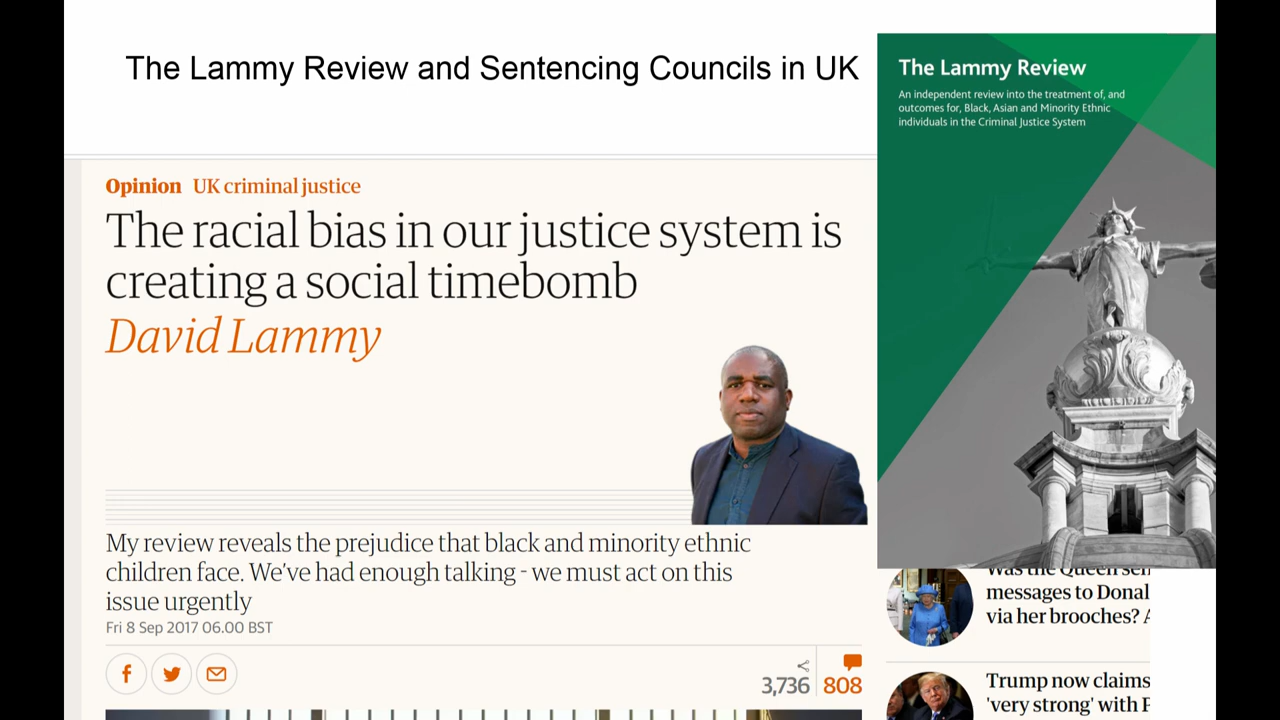 The Lammy Review and Sentencing Councils in UK
The Lammy Review
An independent review into the treatment of, and
outcomes for, Black, Asian and Minority Ethnic
individuals in the Criminal Justice System
Opinion UK criminal justice
The racial bias in our justice system is
creating a social timebomb
David Lammy
My review reveals the prejudice that black and minority ethnic
children face. We've had enough talking - we must act on this
issue urgently
Fri 8 Sep 2017 06.00 BST
3,736 808
Was the Queen sen
messages to Donal
via her brooches? A
Trump now claims
'very strong' with P